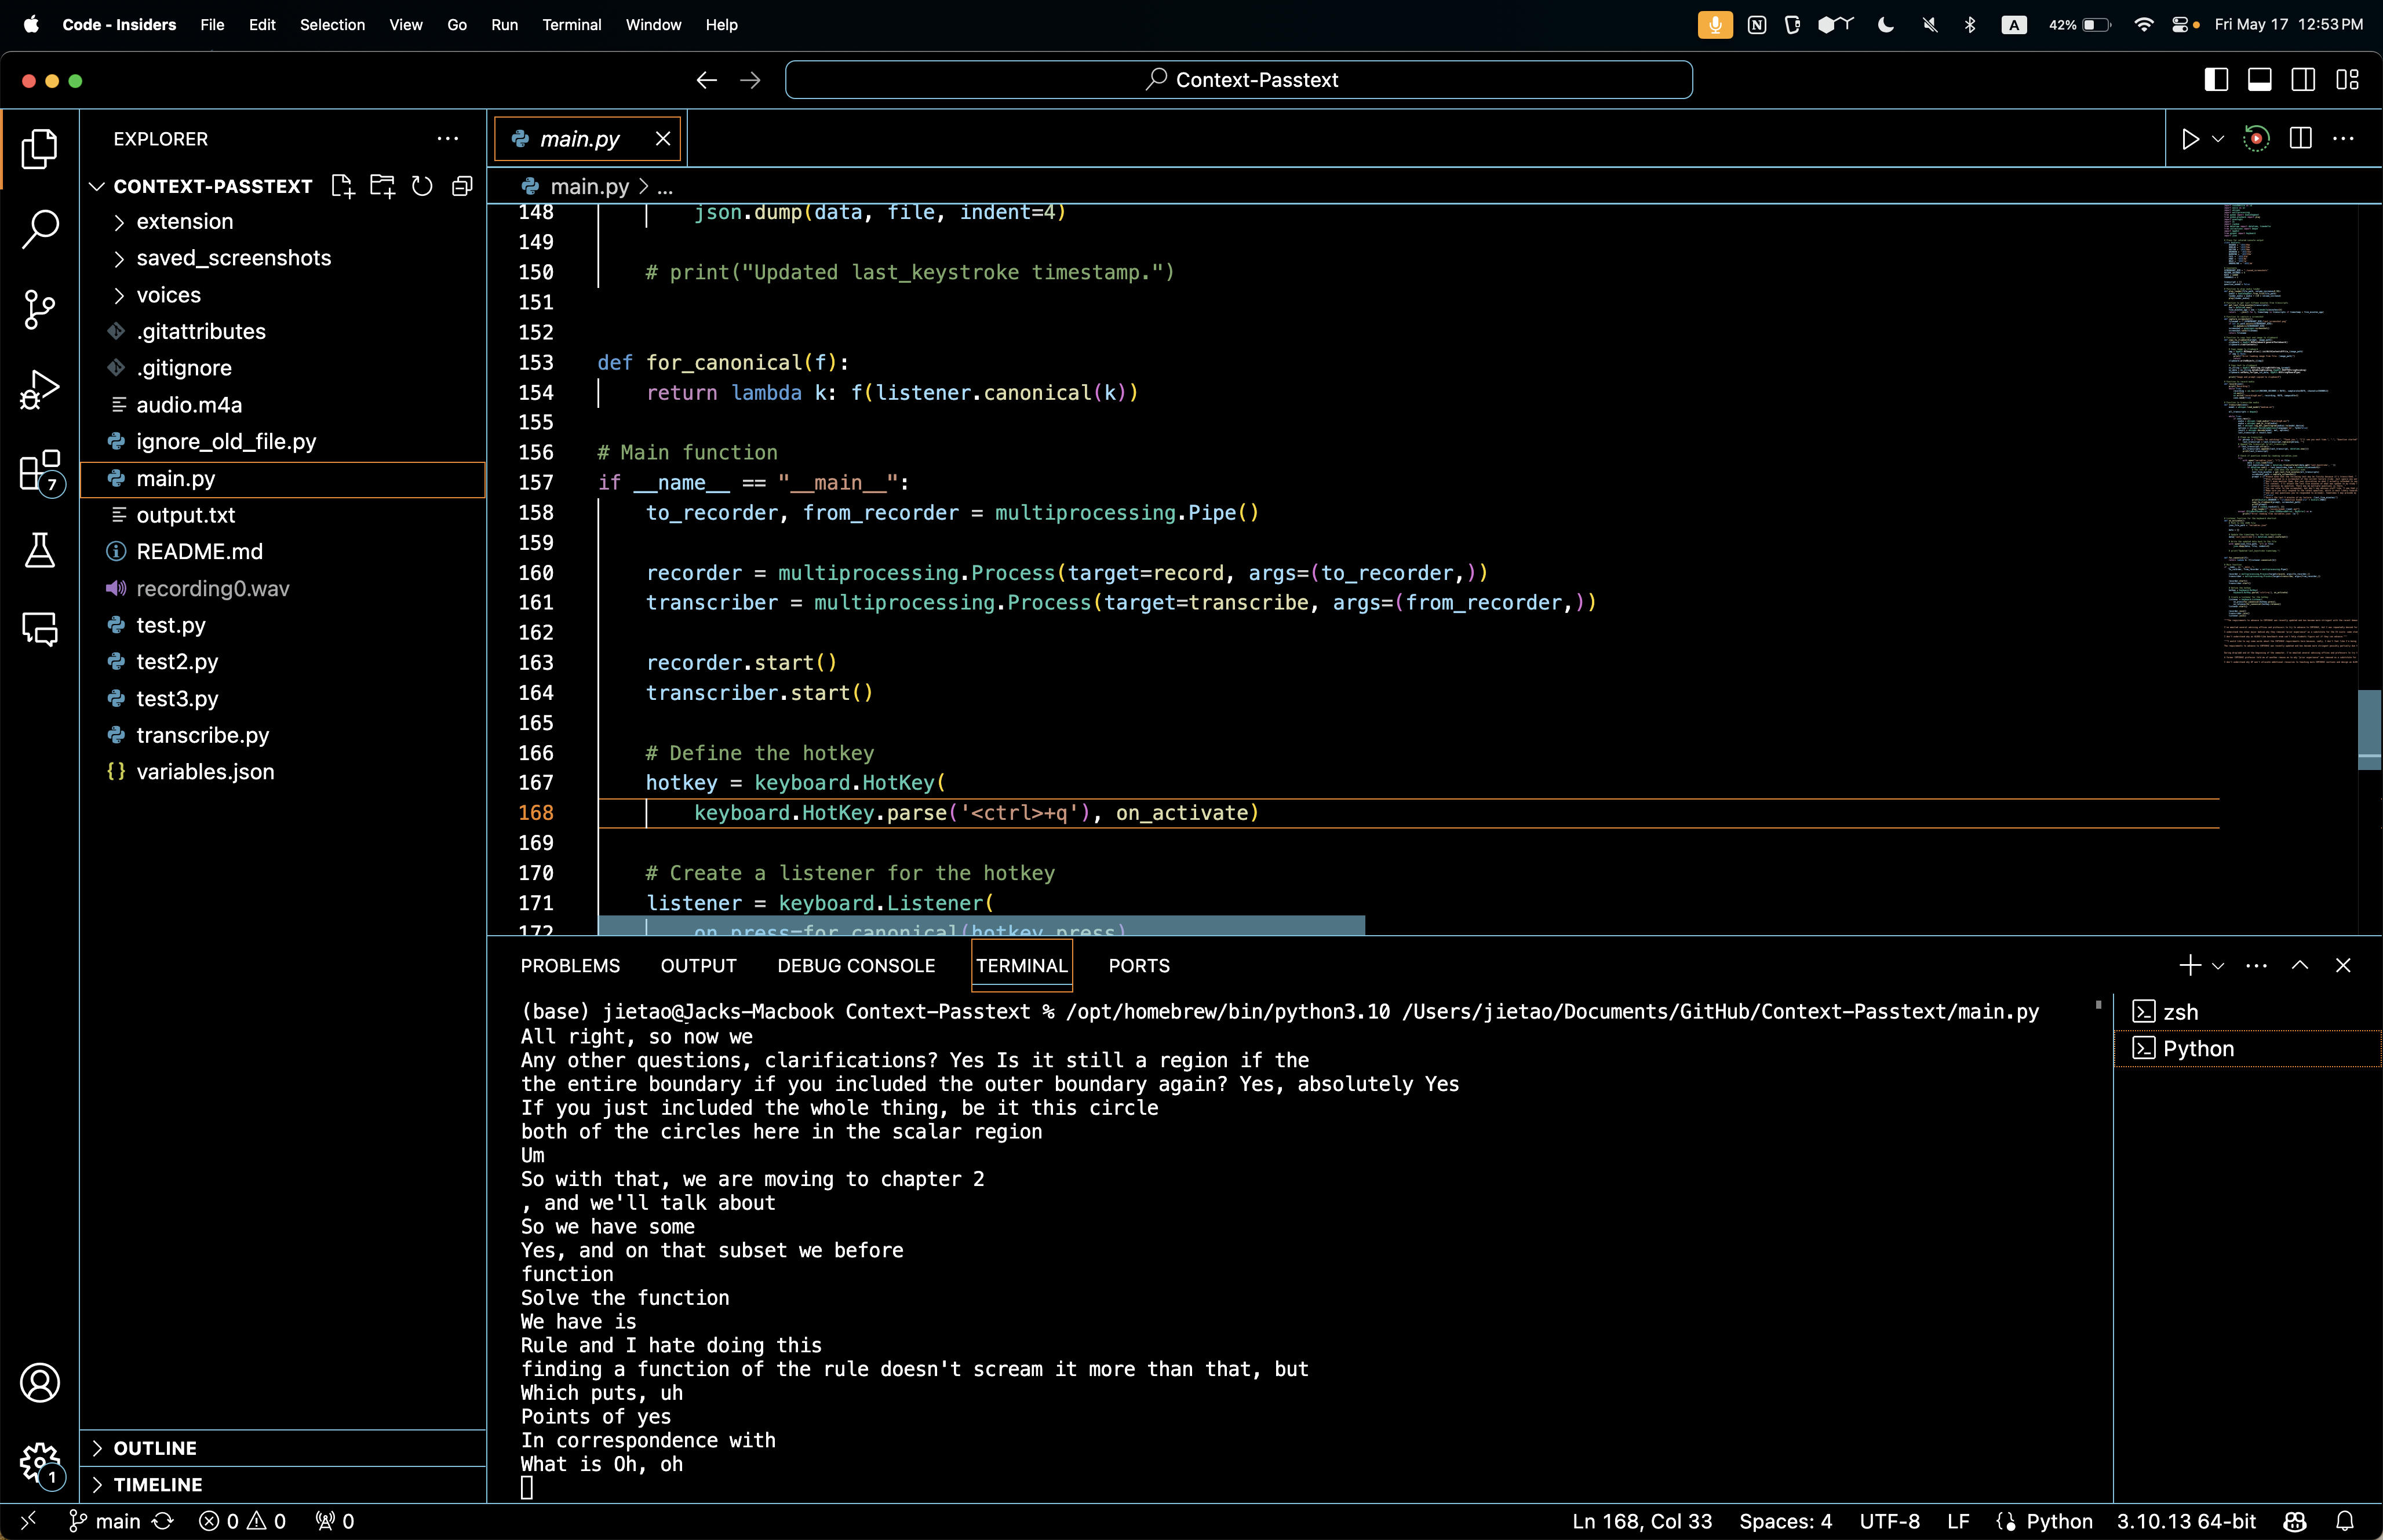 Code - Insiders File Edit Selection View Go Run Terminal Window Help
A 42% Fri May 17 12:53 PM
Context-Passtext
EXPLORER
CONTEXT-PASSTEXT
extension
saved_screenshots
voices
.gitattributes
.gitignore
audio.m4a
ignore_old_file.py
main.py
output.txt
README.md
recording0.wav
test.py
test2.py
test3.py
transcribe.py
variables.json
OUTLINE
TIMELINE
7
1
main.py
main.py > ...
148 json.dump(data, file, indent=4)
149
150 # print("Updated last_keystroke timestamp.")
151
152
153 def for_canonical(f):
154 return lambda k: f(listener.canonical(k))
155
156 # Main function
157 if __name__ == "__main__":
158 to_recorder, from_recorder = multiprocessing.Pipe()
159
160 recorder = multiprocessing.Process(target=record, args=(to_recorder,))
161 transcriber = multiprocessing.Process(target=transcribe, args=(from_recorder,))
162
163 recorder.start()
164 transcriber.start()
165
166 # Define the hotkey
167 hotkey = keyboard.HotKey(
168 keyboard.HotKey.parse('<ctrl>+q'), on_activate)
169
170 # Create a listener for the hotkey
171 listener = keyboard.Listener(
172 on_press=for_canonical(hotkey.press)
PROBLEMS OUTPUT DEBUG CONSOLE TERMINAL PORTS
(base) jietao@Jacks-Macbook Context-Passtext % /opt/homebrew/bin/python3.10 /Users/jietao/Documents/GitHub/Context-Passtext/main.py
All right, so now we
Any other questions, clarifications? Yes Is it still a region if the
the entire boundary if you included the outer boundary again? Yes, absolutely Yes
If you just included the whole thing, be it this circle
both of the circles here in the scalar region
Um
So with that, we are moving to chapter 2
, and we'll talk about
So we have some
Yes, and on that subset we before
function
Solve the function
We have is
Rule and I hate doing this
finding a function of the rule doesn't scream it more than that, but
Which puts, uh
Points of yes
In correspondence with
What is Oh, oh
zsh
Python
main 0 0 0 Ln 168, Col 33 Spaces: 4 UTF-8 LF Python 3.10.13 64-bit